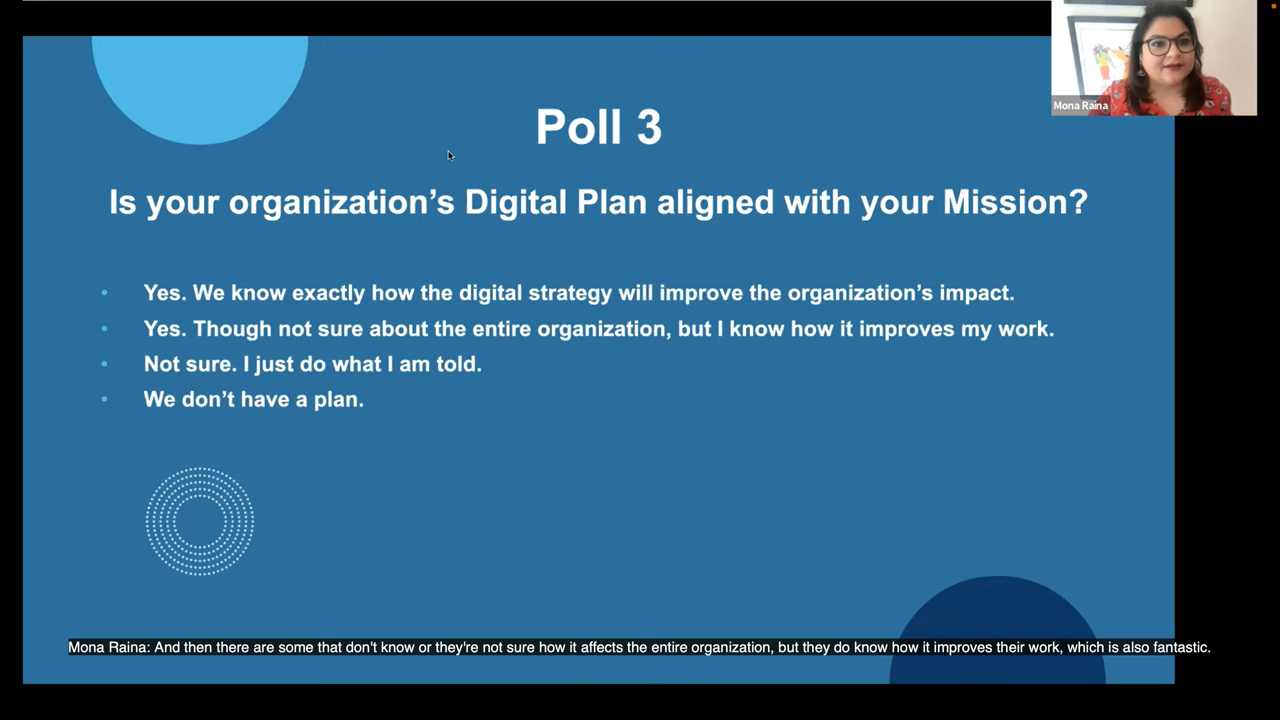 Mona Raina
Poll 3
Is your organization’s Digital Plan aligned with your Mission?
• Yes. We know exactly how the digital strategy will improve the organization’s impact.
• Yes. Though not sure about the entire organization, but I know how it improves my work.
• Not sure. I just do what I am told.
• We don’t have a plan.
Mona Raina: And then there are some that don't know or they're not sure how it affects the entire organization, but they do know how it improves their work, which is also fantastic.